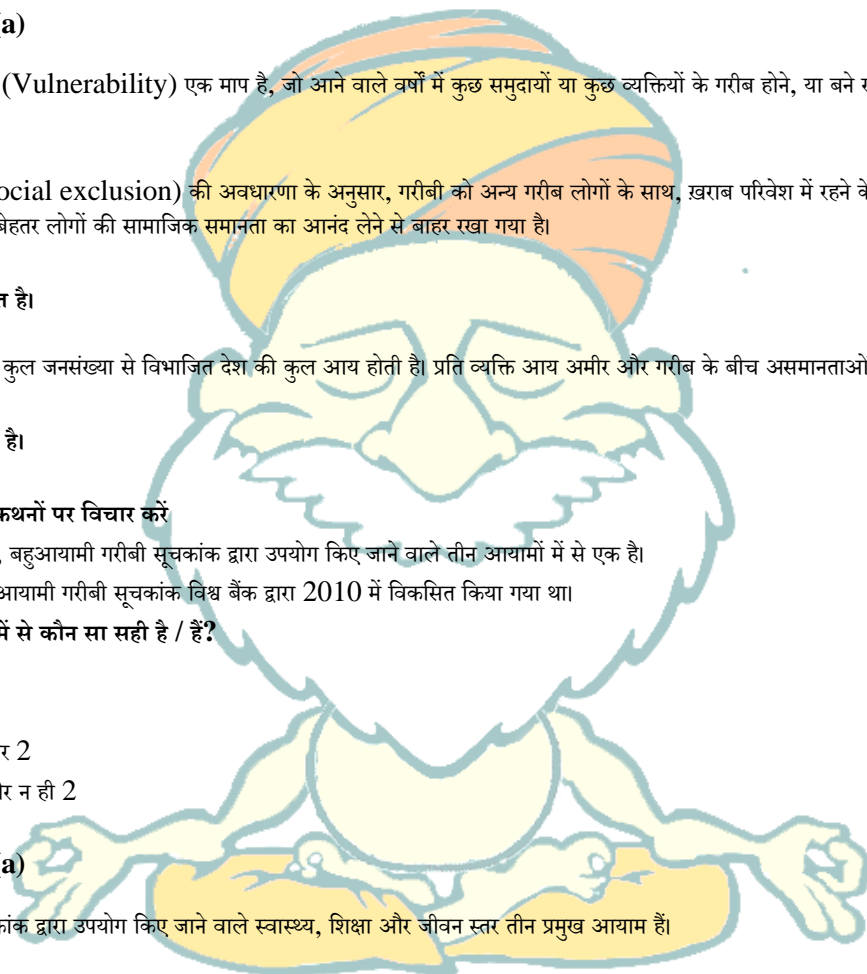 a)
(Vulnerability) एक माप है, जो आने वाले वर्षों में कुछ समुदायों या कुछ व्यक्तियों के गरीब होने, या बने
ocial exclusion) की अवधारणा के अनुसार, गरीबी को अन्य गरीब लोगों के साथ, ख़राब परिवेश में रहने के
बेहतर लोगों की सामाजिक समानता का आनंद लेने से बाहर रखा गया है।
त है।
कुल जनसंख्या से विभाजित देश की कुल आय होती है। प्रति व्यक्ति आय अमीर और गरीब के बीच असमानताओ
है।
कथनों पर विचार करें
, बहुआयामी गरीबी सूचकांक द्वारा उपयोग किए जाने वाले तीन आयामों में से एक है।
आयामी गरीबी सूचकांक विश्व बैंक द्वारा 2010 में विकसित किया गया था।
में से कौन सा सही है / हैं?
र 2
र न ही 2
a)
कांक द्वारा उपयोग किए जाने वाले स्वास्थ्य, शिक्षा और जीवन स्तर तीन प्रमुख आयाम हैं।